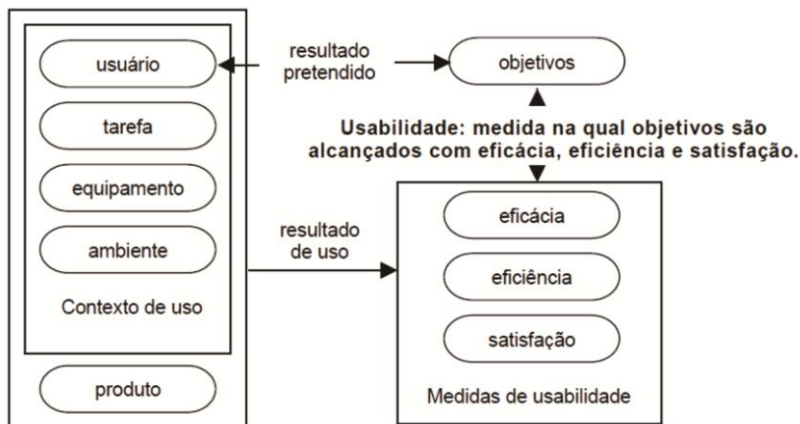 usuário
tarefa
equipamento
ambiente
Contexto de uso
produto
resultado
pretendido
objetivos
Usabilidade: medida na qual objetivos são
alcançados com eficácia, eficiência e satisfação.
resultado
de uso
eficácia
eficiência
satisfação
Medidas de usabilidade